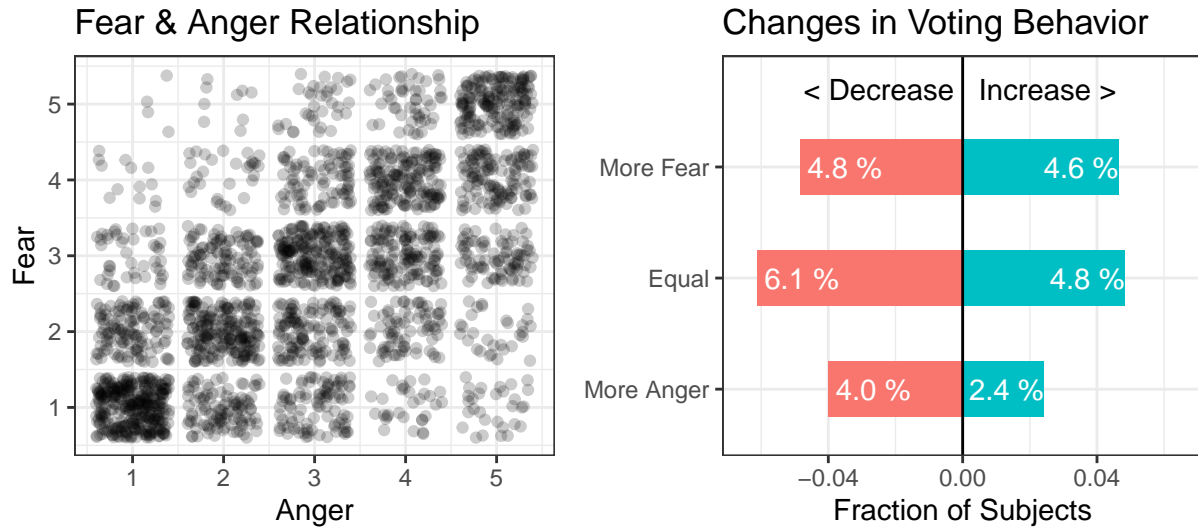 Fear & Anger Relationship
5
4
3
2
1
Fear
1 2 3 4 5
Anger
Changes in Voting Behavior
< Decrease Increase >
More Fear 4.8 % 4.6 %
Equal 6.1 % 4.8 %
More Anger 4.0 % 2.4 %
−0.04 0.00 0.04
Fraction of Subjects